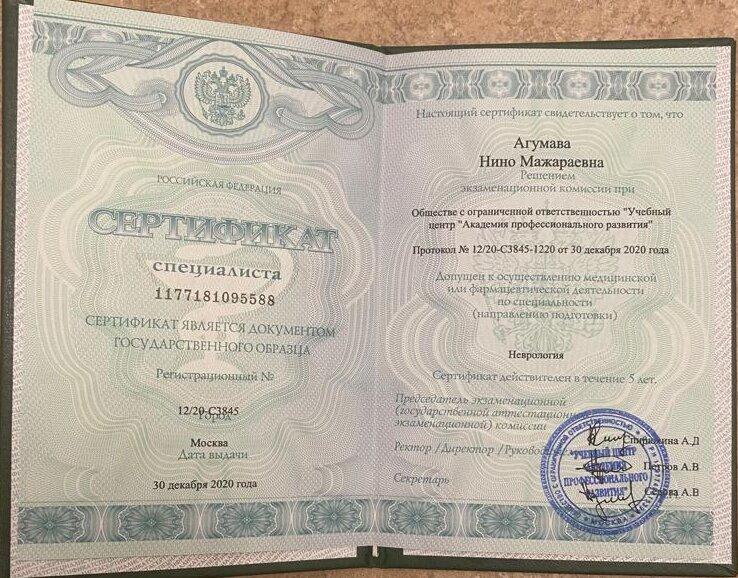 РОССИЙСКАЯ ФЕДЕРАЦИЯ
СЕРТИФИКАТ
специалиста
1177181095588
СЕРТИФИКАТ ЯВЛЯЕТСЯ ДОКУМЕНТОМ
ГОСУДАРСТВЕННОГО ОБРАЗЦА
Регистрационный №
12/20-С3845
Город
Москва
Дата выдачи
30 декабря 2020 года
Настоящий сертификат свидетельствует о том, что
Агумава
Нино Мажараевна
Решением
экзаменационной комиссии при
Обществе с ограниченной ответственностью "Учебный
центр "Академия профессионального развития"
Протокол № 12/20-С3845-1220 от 30 декабря 2020 года
Допущен к осуществлению медицинской
или фармацевтической деятельности
по специальности
(направлению подготовки)
Неврология
Сертификат действителен в течение 5 лет.
Председатель экзаменационной
(государственной аттестационной
экзаменационной) комиссии
А.Д
Ректор /Директор /Руководитель
Петров А.В
Секретарь
Седова А.В
"УЧЕБНЫЙ ЦЕНТР
АКАДЕМИЯ
ПРОФЕССИОНАЛЬНОГО
РАЗВИТИЯ"
МОСКВА